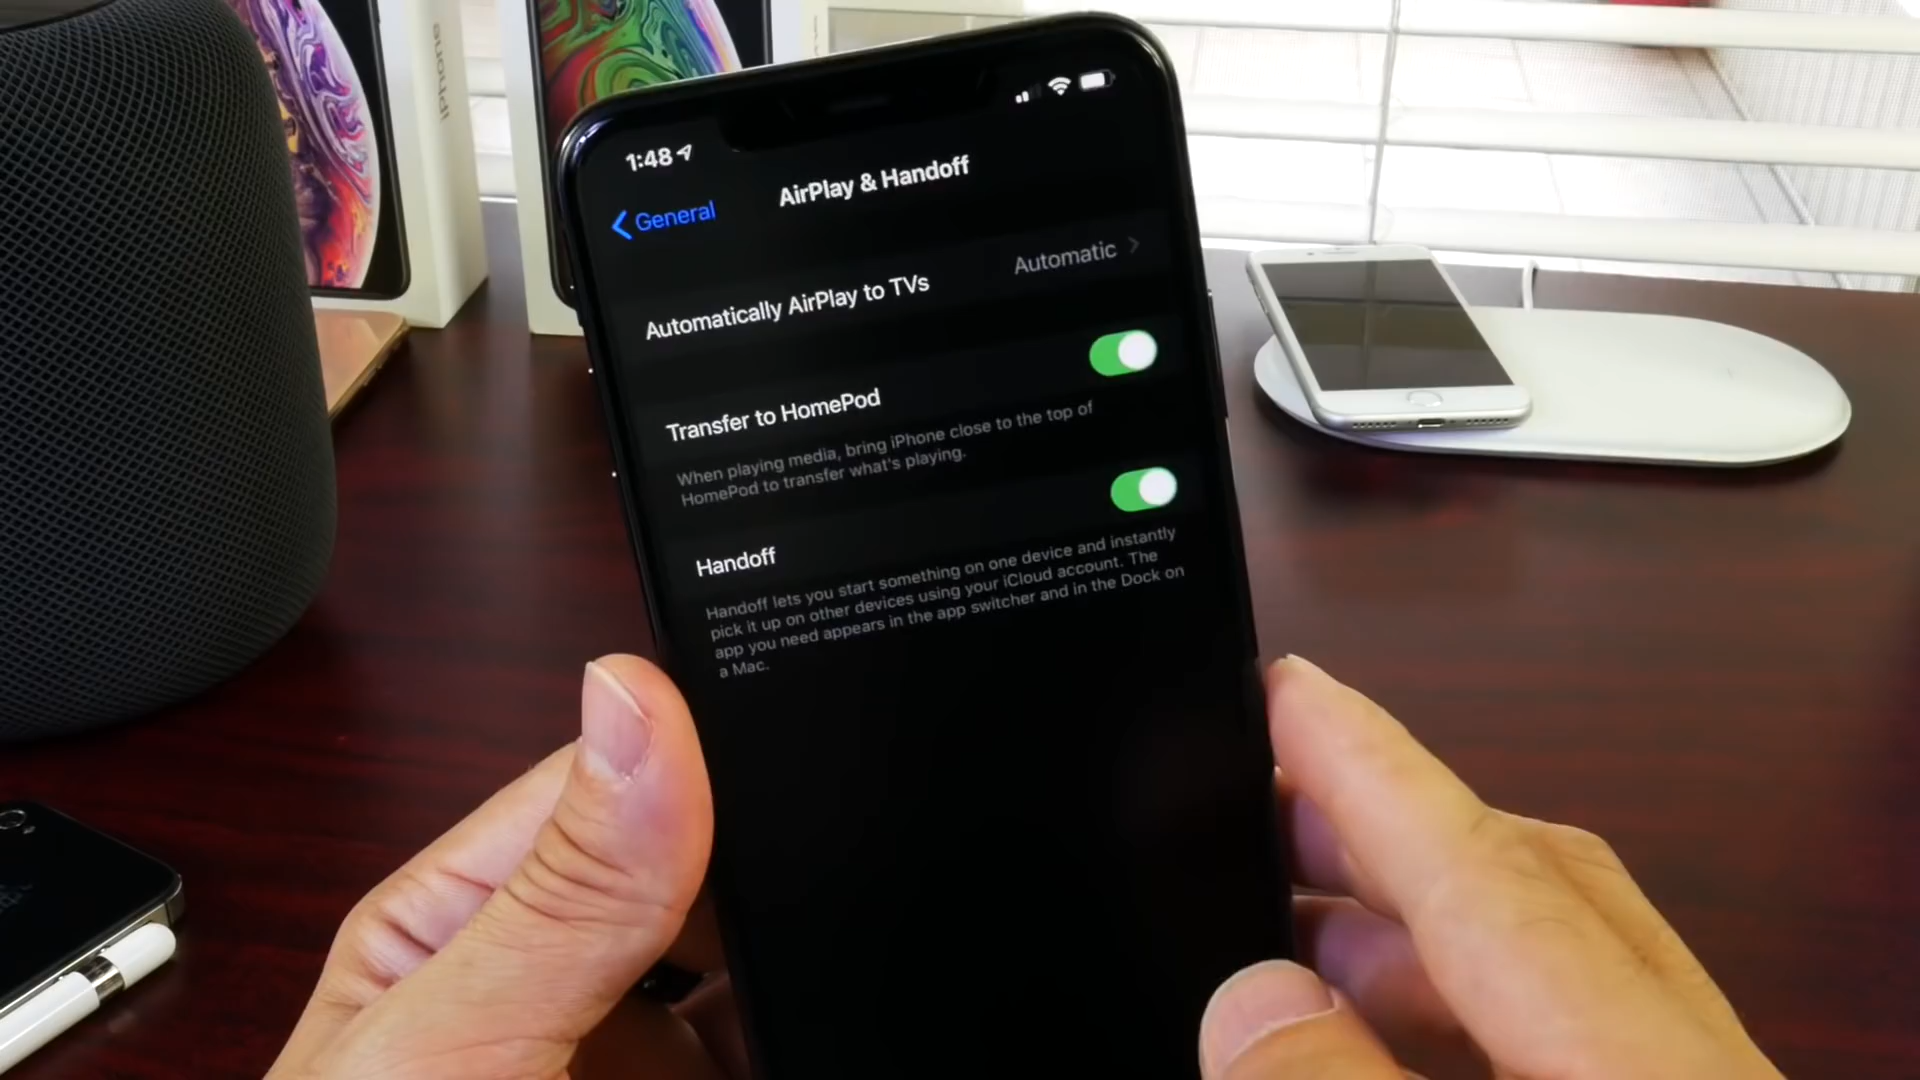 iPhone
1:48
General
AirPlay & Handoff
Automatically AirPlay to TVs
Automatic
Transfer to HomePod
When playing media, bring iPhone close to the top of
HomePod to transfer what's playing.
Handoff
Handoff lets you start something on one device and instantly
pick it up on other devices using your iCloud account. The
app you need appears in the app switcher and in the Dock on
a Mac.